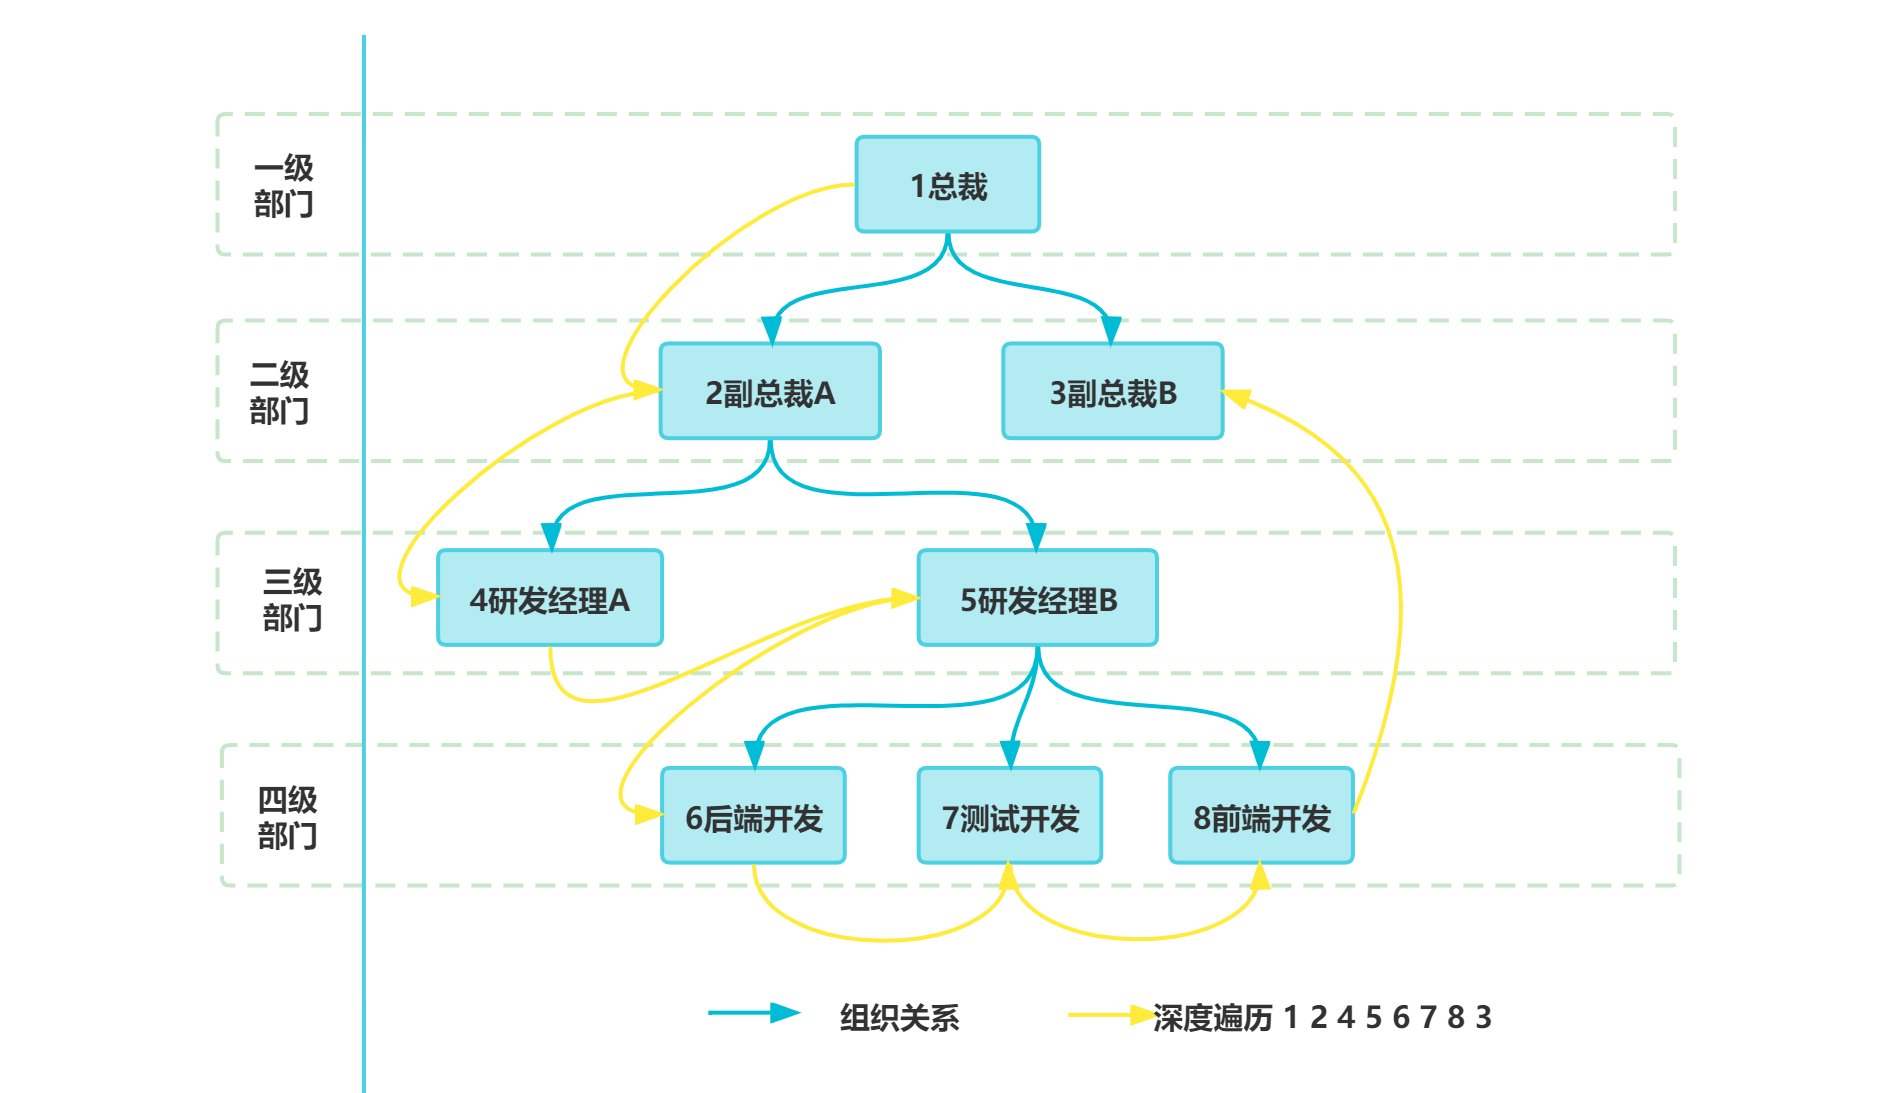 一级
部门
1总裁
二级
部门
2副总裁A
3副总裁B
三级
部门
4研发经理A
5研发经理B
四级
部门
6后端开发
7测试开发
8前端开发
组织关系
深度遍历 1 2 4 5 6 7 8 3